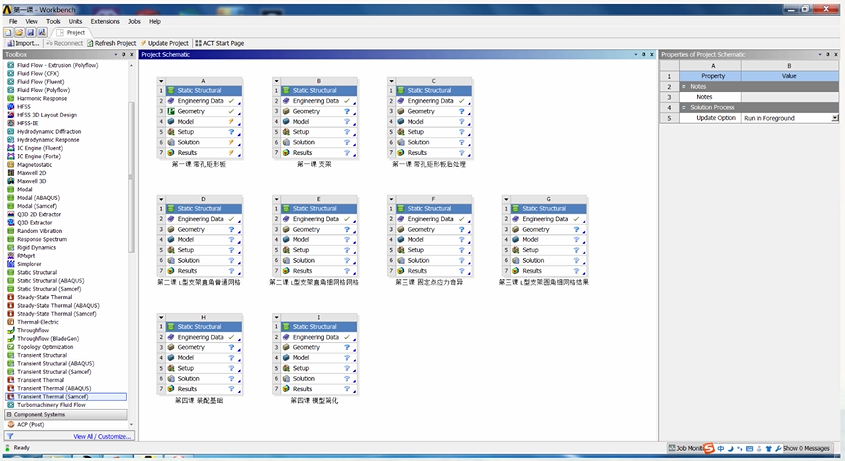 第一课 - Workbench
File View Tools Units Extensions Jobs Help
Project
Import... Reconnect Refresh Project Update Project ACT Start Page
Toolbox
Fluid Flow - Extrusion (Polyflow)
Fluid Flow (CFX)
Fluid Flow (Fluent)
Fluid Flow (Polyflow)
Harmonic Response
HFSS
HFSS 3D Layout Design
HFSS-IE
Hydrodynamic Diffraction
Hydrodynamic Response
IC Engine (Fluent)
IC Engine (Forte)
Magnetostatic
Maxwell 2D
Maxwell 3D
Modal
Modal (ABAQUS)
Modal (Samcef)
Q3D 2D Extractor
Q3D Extractor
Random Vibration
Response Spectrum
Rigid Dynamics
RMxprt
Simplorer
Static Structural
Static Structural (ABAQUS)
Static Structural (Samcef)
Steady-State Thermal
Steady-State Thermal (ABAQUS)
Steady-State Thermal (Samcef)
Thermal-Electric
Throughflow
Throughflow (BladeGen)
Topology Optimization
Transient Structural
Transient Structural (ABAQUS)
Transient Structural (Samcef)
Transient Thermal
Transient Thermal (ABAQUS)
Transient Thermal (Samcef)
Turbomachinery Fluid Flow
Component Systems
ACP (Post)
View All / Customize...
Ready
Project Schematic
A
1 Static Structural
2 Engineering Data
3 Geometry
4 Model
5 Setup
6 Solution
7 Results
第一课 带孔矩形板
B
1 Static Structural
2 Engineering Data
3 Geometry
4 Model
5 Setup
6 Solution
7 Results
第一课 支架
C
1 Static Structural
2 Engineering Data
3 Geometry
4 Model
5 Setup
6 Solution
7 Results
第一课 带孔矩形板后处理
D
1 Static Structural
2 Engineering Data
3 Geometry
4 Model
5 Setup
6 Solution
7 Results
第二课 L型支架直角普通网格
E
1 Static Structural
2 Engineering Data
3 Geometry
4 Model
5 Setup
6 Solution
7 Results
第二课 L型支架直角细网格网格
F
1 Static Structural
2 Engineering Data
3 Geometry
4 Model
5 Setup
6 Solution
7 Results
第三课 固定点应力奇异
G
1 Static Structural
2 Engineering Data
3 Geometry
4 Model
5 Setup
6 Solution
7 Results
第三课 L型支架圆角细网格结果
H
1 Static Structural
2 Engineering Data
3 Geometry
4 Model
5 Setup
6 Solution
7 Results
第四课 装配基础
I
1 Static Structural
2 Engineering Data
3 Geometry
4 Model
5 Setup
6 Solution
7 Results
第四课 模型简化
Properties of Project Schematic
A B
1 Property Value
2 Notes
3 Notes
4 Solution Process
5 Update Option Run in Foreground
Job Monit
中
Show 0 Messages